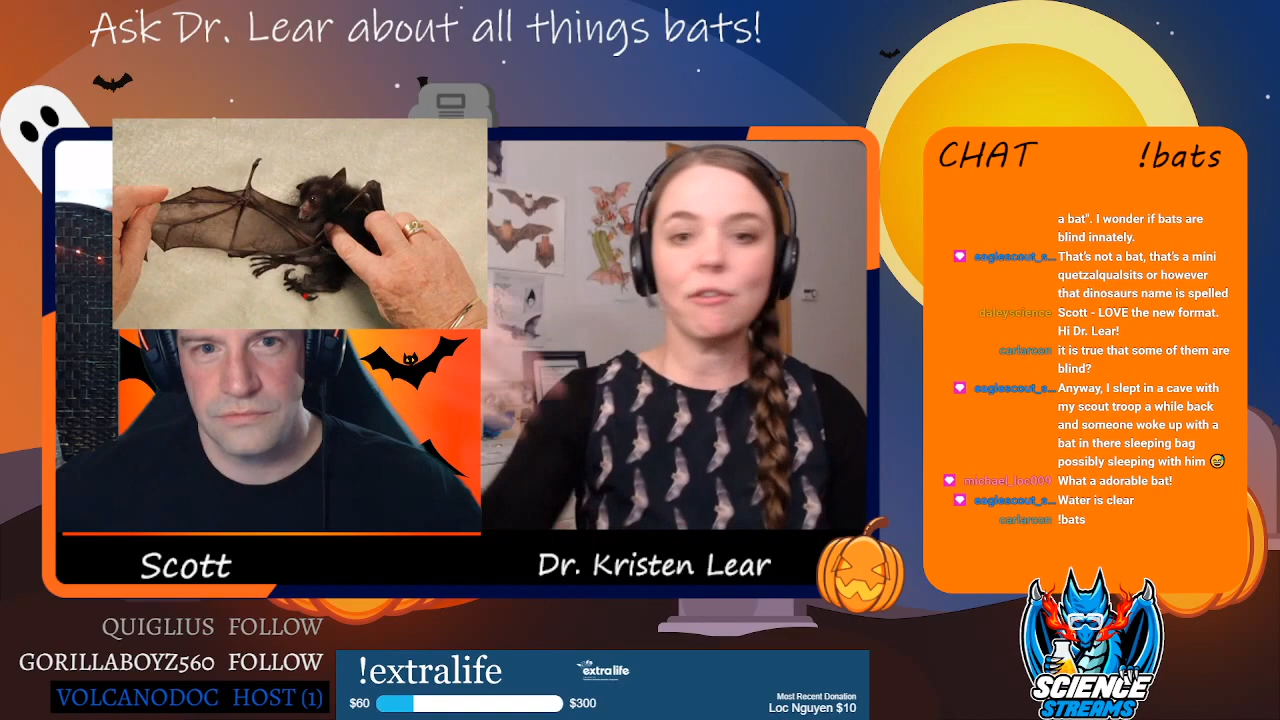 Ask Dr. Lear about all things bats!
CHAT !bats
a bat". I wonder if bats are
blind innately.
eaglescout_s... That's not a bat, that's a mini
quetzalqualsits or however
that dinosaurs name is spelled
daleyscience Scott - LOVE the new format.
Hi Dr. Lear!
carlaroon it is true that some of them are
blind?
eaglescout_s... Anyway, I slept in a cave with
my scout troop a while back
and someone woke up with a
bat in there sleeping bag
possibly sleeping with him 😅
michael_loc009 What a adorable bat!
eaglescout_s... Water is clear
carlaroon !bats
Scott
Dr. Kristen Lear
QUIGLIUS FOLLOW
GORILLABOYZ560 FOLLOW
VOLCANODOC HOST (1)
!extralife
extralife
$60 $300
Most Recent Donation
Loc Nguyen $10
SCIENCE
STREAMS